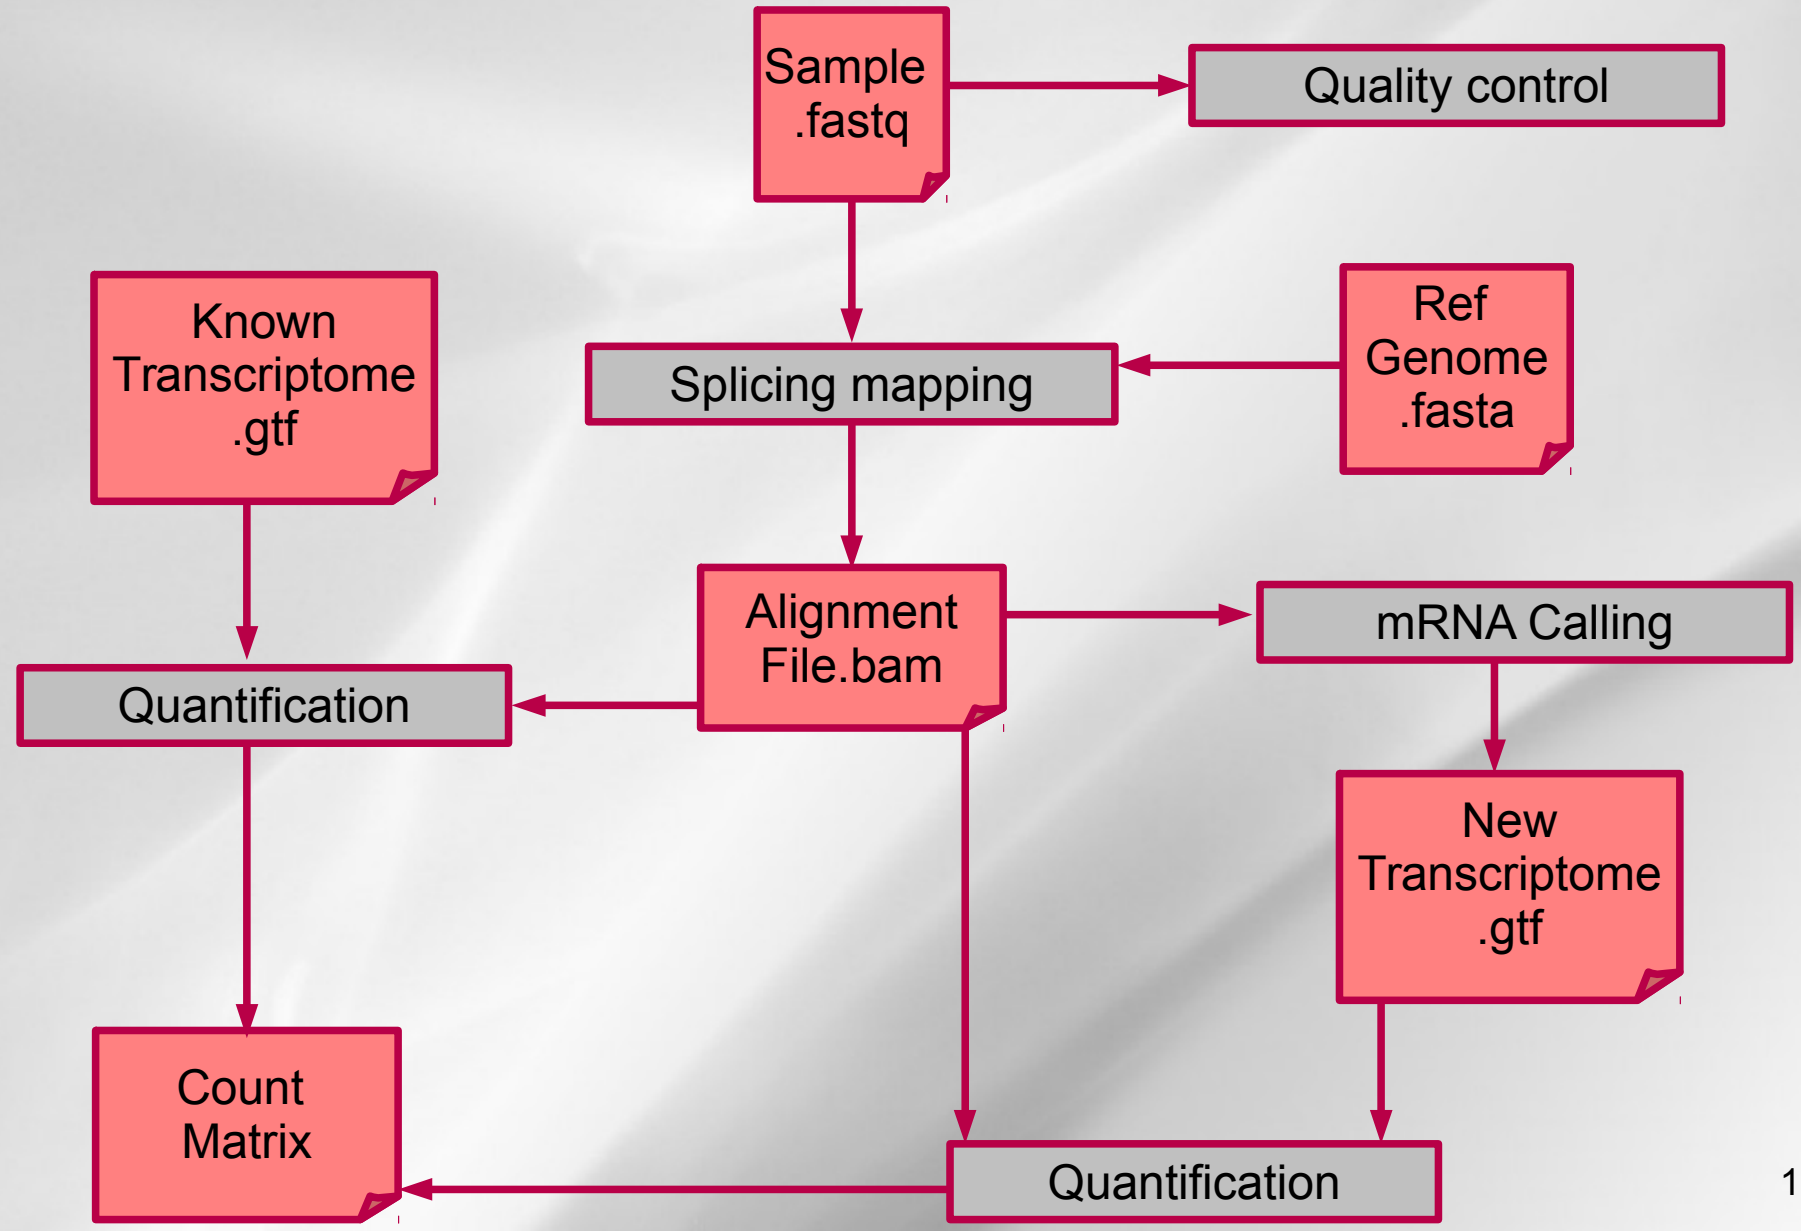 Sample
.fastq
Quality control
Known
Transcriptome
.gtf
Ref
Genome
.fasta
Splicing mapping
Alignment
File.bam
mRNA Calling
Quantification
New
Transcriptome
.gtf
Count
Matrix
Quantification
1